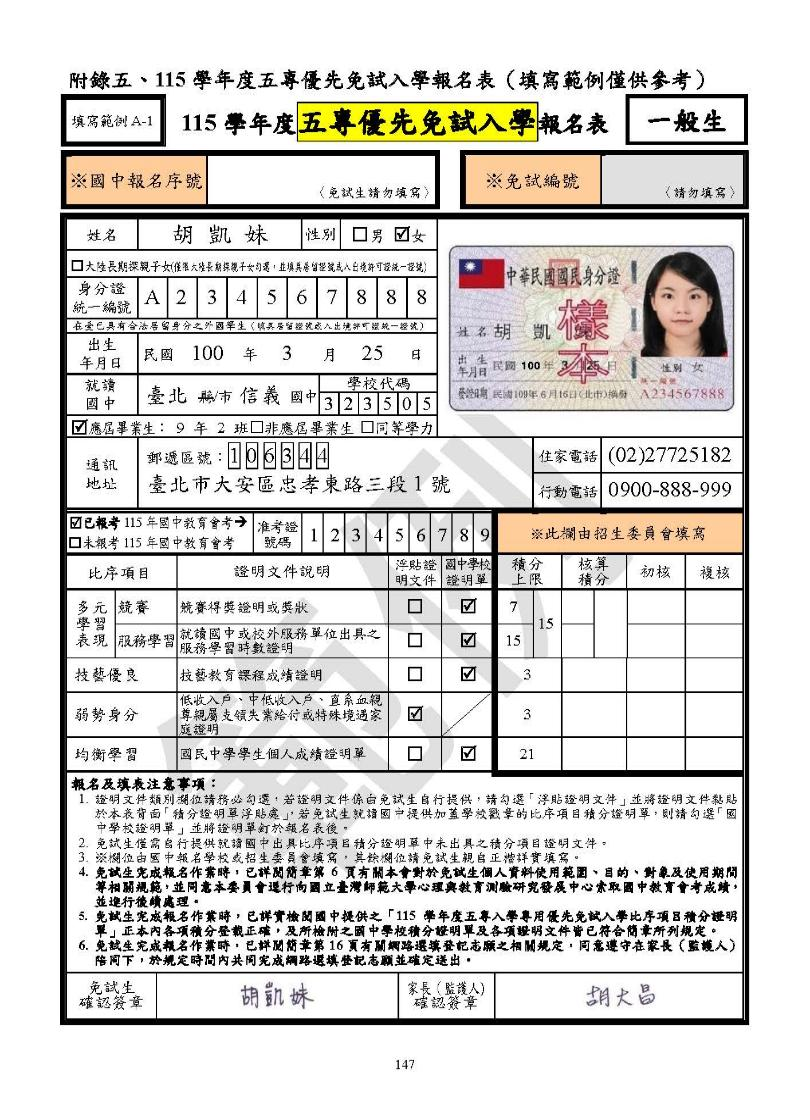 附錄五、115 學年度五專優先免試入學報名表（填寫範例僅供參考）
填寫範例 A-1
115 學年度五專優先免試入學報名表
一般生
※國中報名序號
〈免試生請勿填寫〉
※免試編號
〈請勿填寫〉
姓名 胡 凱 妹 性別 □男 ☑女
□大陸長期探親子女(僅限大陸長期探親子女勾選，並填具居留證號或入出境許可證統一證號)
身分證
統一編號
A 2 3 4 5 6 7 8 8 8
在臺已具有合法居留身分之外國學生（填具居留證號或入出境許可證統一證號）
出生
年月日
民國 100 年 3 月 25 日
就讀
國中
臺北 縣/市 信義 國中
學校代碼
3 2 3 5 0 5
☑應屆畢業生：9 年 2 班□非應屆畢業生 □同等學力
中華民國國民身分證
樣本
姓名 胡 凱
出生
年月日 民國 100 年 3 月 25 日
性別 女
發證日期 民國109年6月16日(北市)換發
統一編號
A234567888
通訊
地址
郵遞區號：1 0 6 3 4 4
臺北市大安區忠孝東路三段 1 號
住家電話 (02)27725182
行動電話 0900-888-999
☑已報考 115 年國中教育會考→
□未報考 115 年國中教育會考
准考證
號碼
1 2 3 4 5 6 7 8 9
※此欄由招生委員會填寫
比序項目 證明文件說明
浮貼證
明文件
國中學校
證明單
積分
上限
核算
積分
初核 複核
多元
學習
表現
競賽 競賽得獎證明或獎狀 □ ☑ 7
15
服務學習
就讀國中或校外服務單位出具之
服務學習時數證明
□ ☑ 15
技藝優良 技藝教育課程成績證明 □ ☑ 3
弱勢身分
低收入戶、中低收入戶、直系血親
尊親屬支領失業給付或特殊境遇家
庭證明
☑ 3
均衡學習 國民中學學生個人成績證明單 □ ☑ 21
範例
報名及填表注意事項：
1. 證明文件類別欄位請務必勾選，若證明文件係由免試生自行提供，請勾選「浮貼證明文件」並將證明文件黏貼
於本表背面「積分證明單浮貼處」，若免試生就讀國中提供加蓋學校戳章的比序項目積分證明單，則請勾選「國
中學校證明單」並將證明單釘於報名表後。
2. 免試生僅需自行提供就讀國中出具比序項目積分證明單中未出具之積分項目證明文件。
3. ※欄位由國中報名學校或招生委員會填寫，其餘欄位請免試生親自正楷詳實填寫。
4. 免試生完成報名作業時，已詳閱簡章第 6 頁有關本會對於免試生個人資料使用範圍、目的、對象及使用期間
等相關規範，並同意本委員會逕行向國立臺灣師範大學心理與教育測驗研究發展中心索取國中教育會考成績，
並進行後續處理。
5. 免試生完成報名作業時，已詳實檢閱國中提供之「115 學年度五專入學專用優先免試入學比序項目積分證明
單」正本內各項積分登載正確，及所檢附之國中學校積分證明單及各項證明文件皆已符合簡章所列規定。
6. 免試生完成報名作業時，已詳閱簡章第 16 頁有關網路選填登記志願之相關規定，同意遵守在家長（監護人）
陪同下，於規定時間內共同完成網路選填登記志願並確定送出。
免試生
確認簽章
胡凱妹
家長（監護人）
確認簽章
胡大昌
147